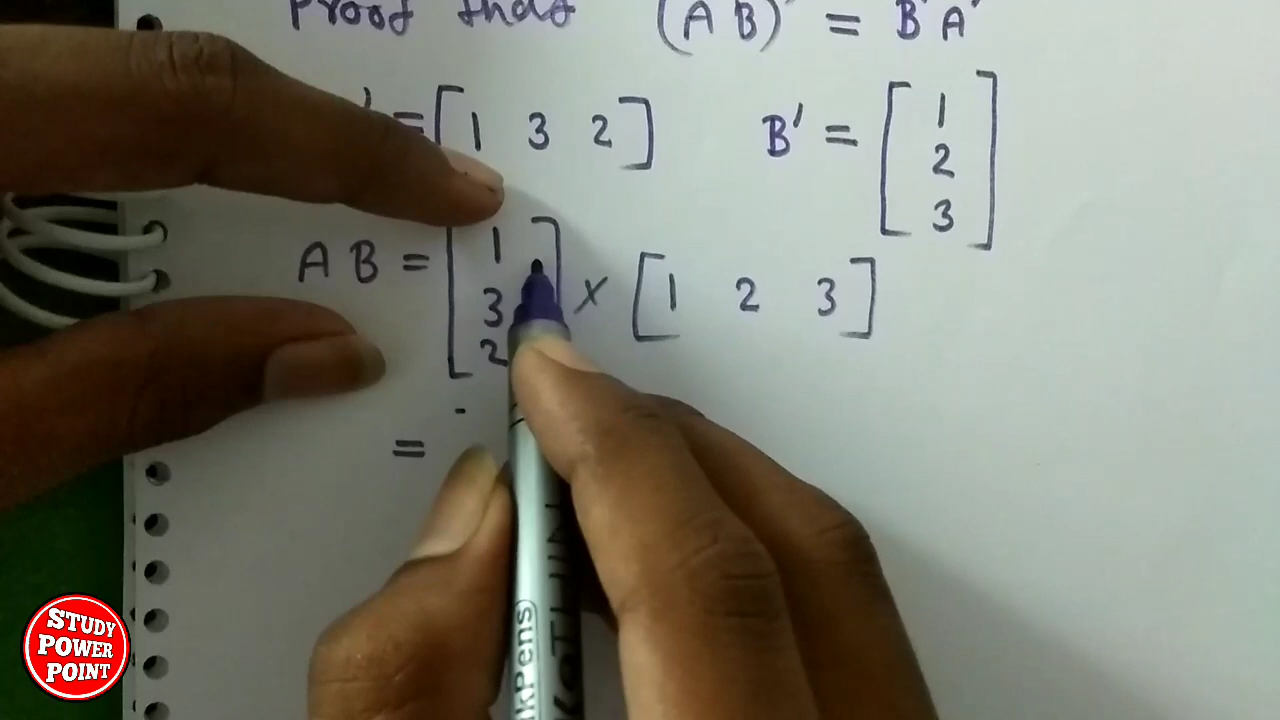 Proof that (AB)' = B'A'
' = [1 3 2] B' = [1
2
3]
AB = [1
3
2] × [1 2 3]
=
STUDY
POWER
POINT
kPens